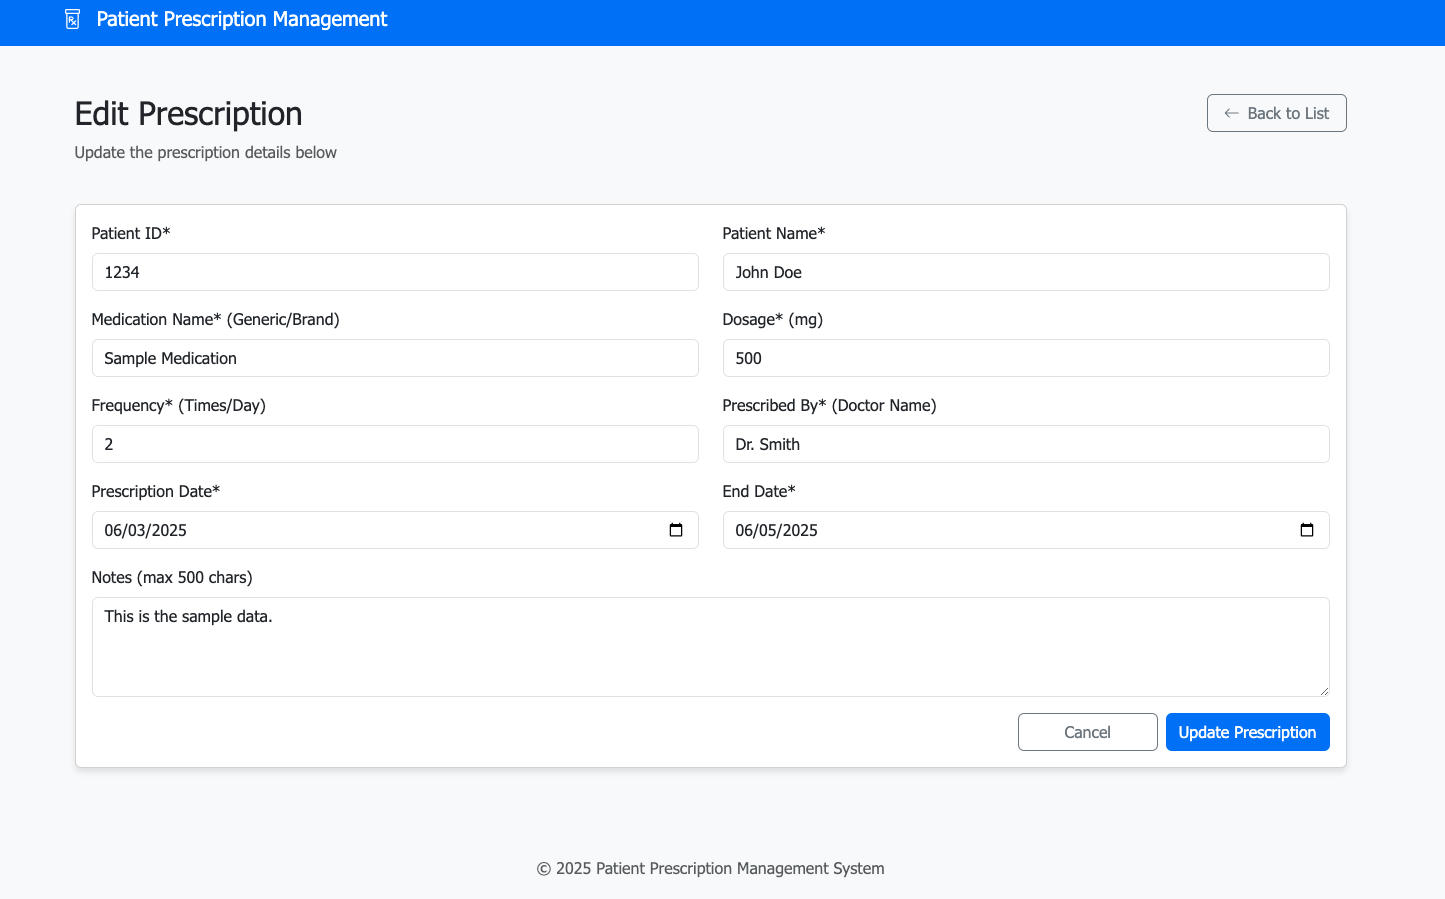 Patient Prescription Management
Edit Prescription
← Back to List
Update the prescription details below
Patient ID*
Patient Name*
1234
John Doe
Medication Name* (Generic/Brand)
Dosage* (mg)
Sample Medication
500
Frequency* (Times/Day)
Prescribed By* (Doctor Name)
2
Dr. Smith
Prescription Date*
End Date*
06/03/2025
06/05/2025
Notes (max 500 chars)
This is the sample data.
Cancel
Update Prescription
© 2025 Patient Prescription Management System